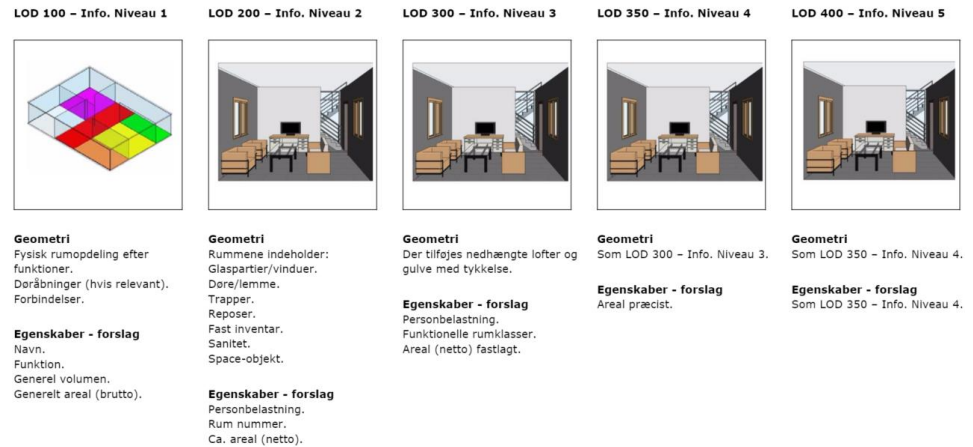 LOD 100 – Info. Niveau 1
Geometri
Fysisk rumopdeling efter
funktioner.
Døråbninger (hvis relevant).
Forbindelser.
Egenskaber - forslag
Navn.
Funktion.
Generel volumen.
Generelt areal (brutto).
LOD 200 – Info. Niveau 2
Geometri
Rummene indeholder:
Glaspartier/vinduer.
Døre/lemme.
Trapper.
Reposer.
Fast inventar.
Sanitet.
Space-objekt.
Egenskaber - forslag
Personbelastning.
Rum nummer.
Ca. areal (netto).
LOD 300 – Info. Niveau 3
Geometri
Der tilføjes nedhængte lofter og
gulve med tykkelse.
Egenskaber - forslag
Personbelastning.
Funktionelle rumklasser.
Areal (netto) fastlagt.
LOD 350 – Info. Niveau 4
Geometri
Som LOD 300 – Info. Niveau 3.
Egenskaber - forslag
Areal præcist.
LOD 400 – Info. Niveau 5
Geometri
Som LOD 350 – Info. Niveau 4.
Egenskaber - forslag
Som LOD 350 – Info. Niveau 4.